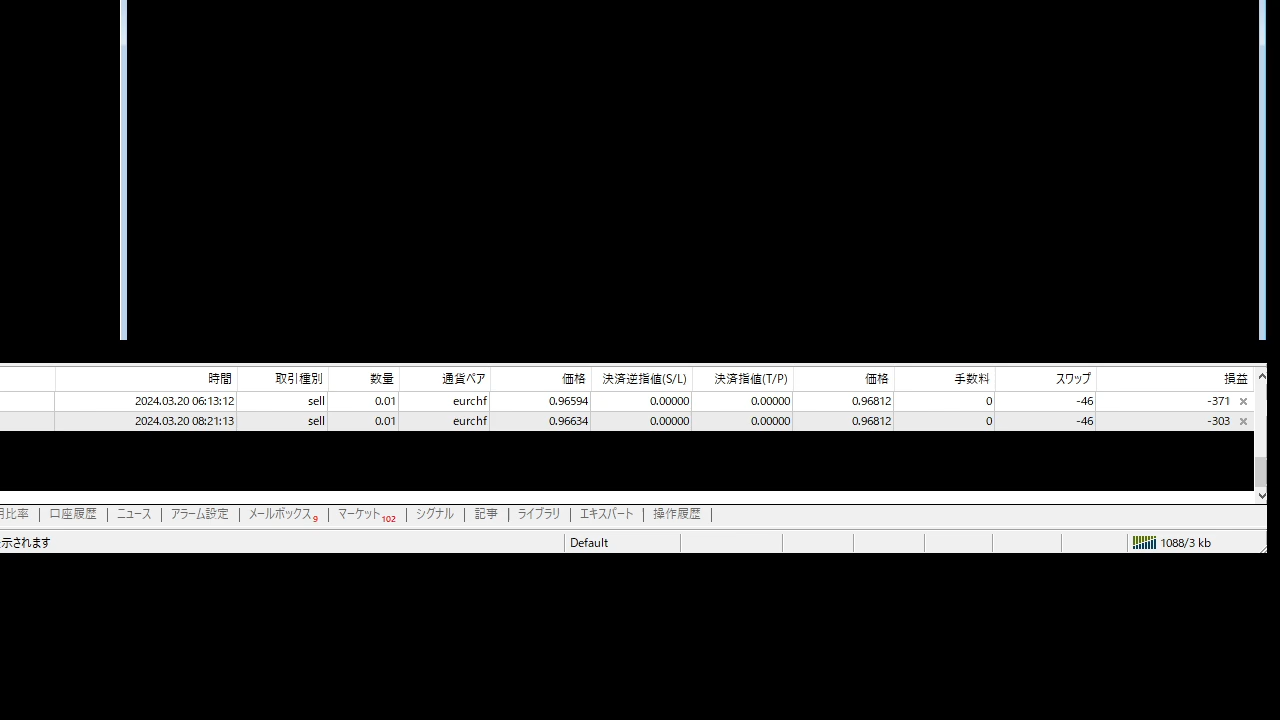 時間 取引種別 数量 通貨ペア 価格 決済逆指値(S/L) 決済指値(T/P) 価格 手数料 スワップ 損益
2024.03.20 06:13:12 sell 0.01 eurchf 0.96594 0.00000 0.00000 0.96812 0 -46 -371
2024.03.20 08:21:13 sell 0.01 eurchf 0.96634 0.00000 0.00000 0.96812 0 -46 -303
比率 | 口座履歴 | ニュース | アラーム設定 | メールボックス 9 | マーケット 102 | シグナル | 記事 | ライブラリ | エキスパート | 操作履歴 |
示されます Default 1088/3 kb